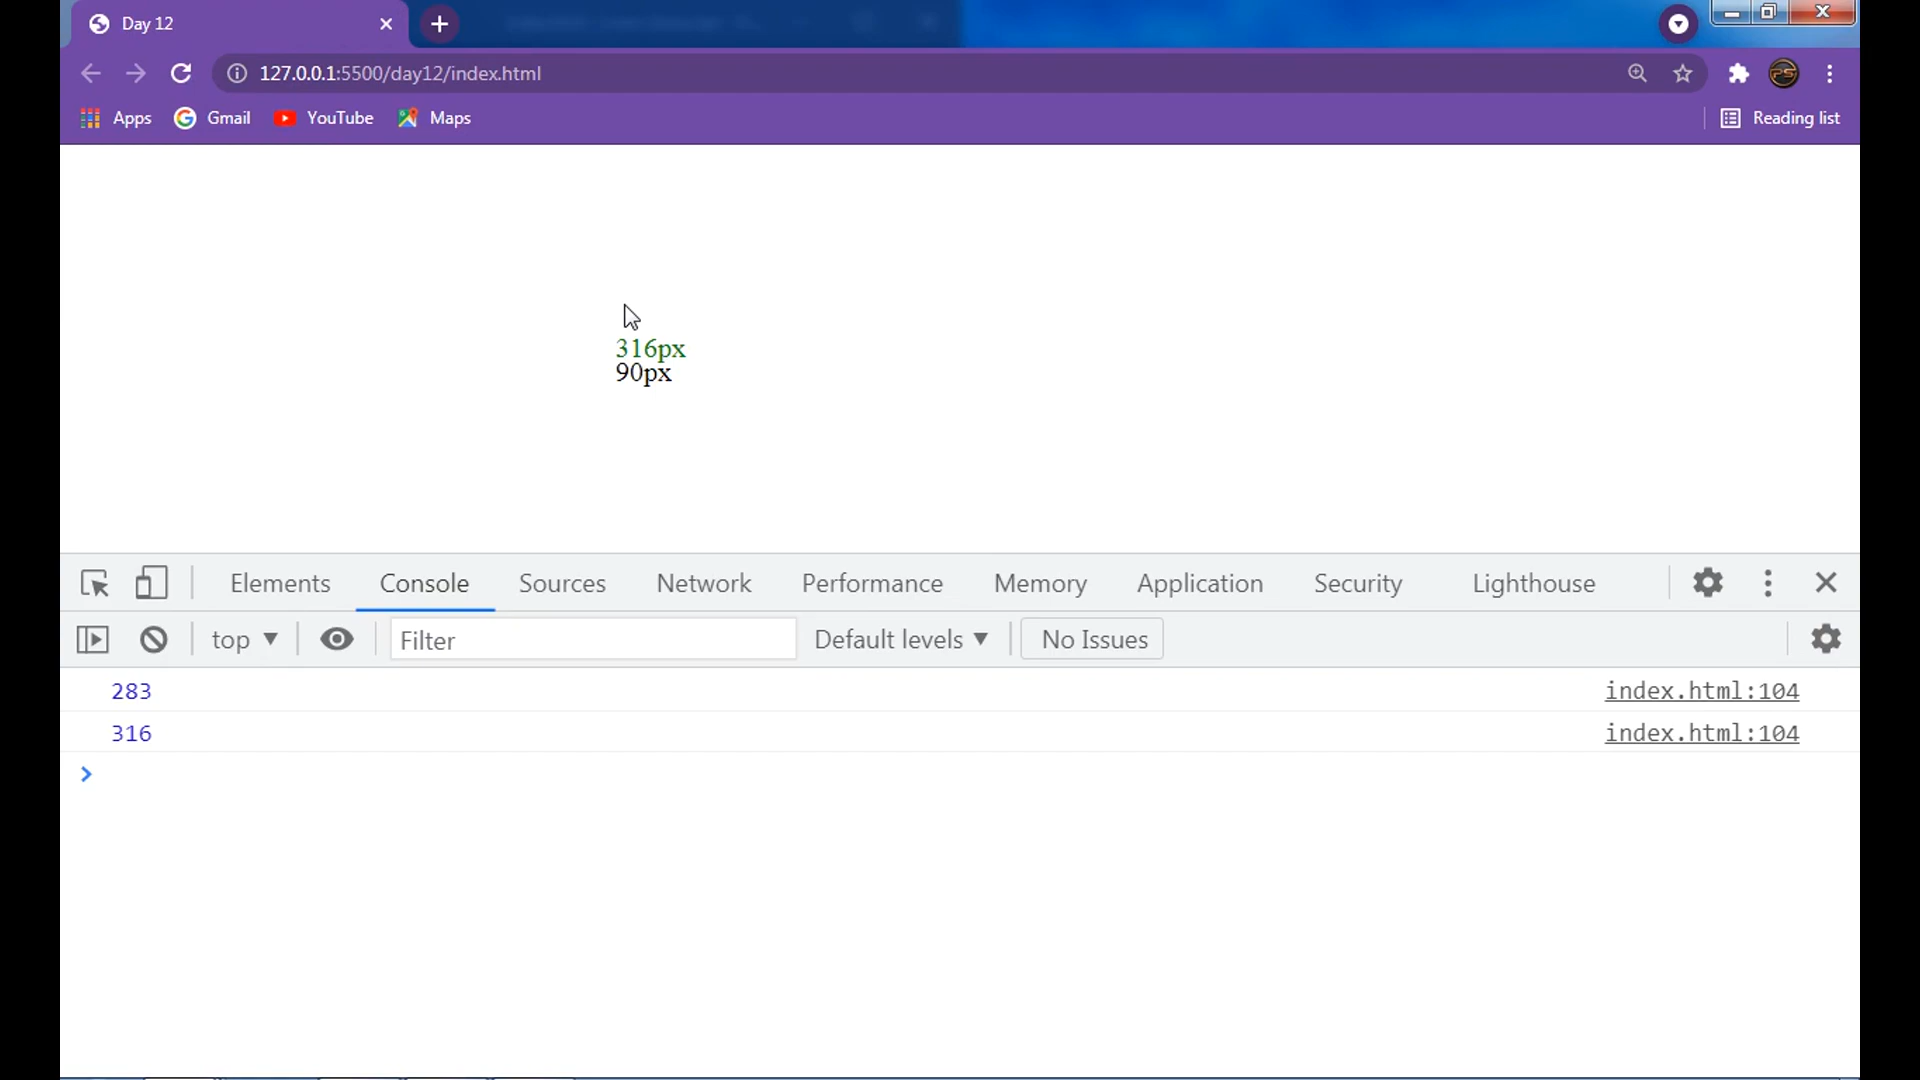 Day 12
127.0.0.1:5500/day12/index.html
Apps Gmail YouTube Maps Reading list
316px
90px
Elements Console Sources Network Performance Memory Application Security Lighthouse
top Filter Default levels No Issues
283 index.html:104
316 index.html:104